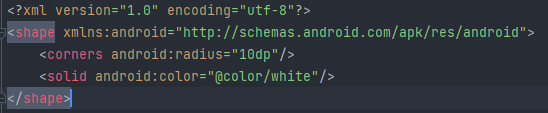 <?xml version="1.0" encoding="utf-8"?>
<shape xmlns:android="http://schemas.android.com/apk/res/android">
    <corners android:radius="10dp"/>
    <solid android:color="@color/white"/>
</shape>